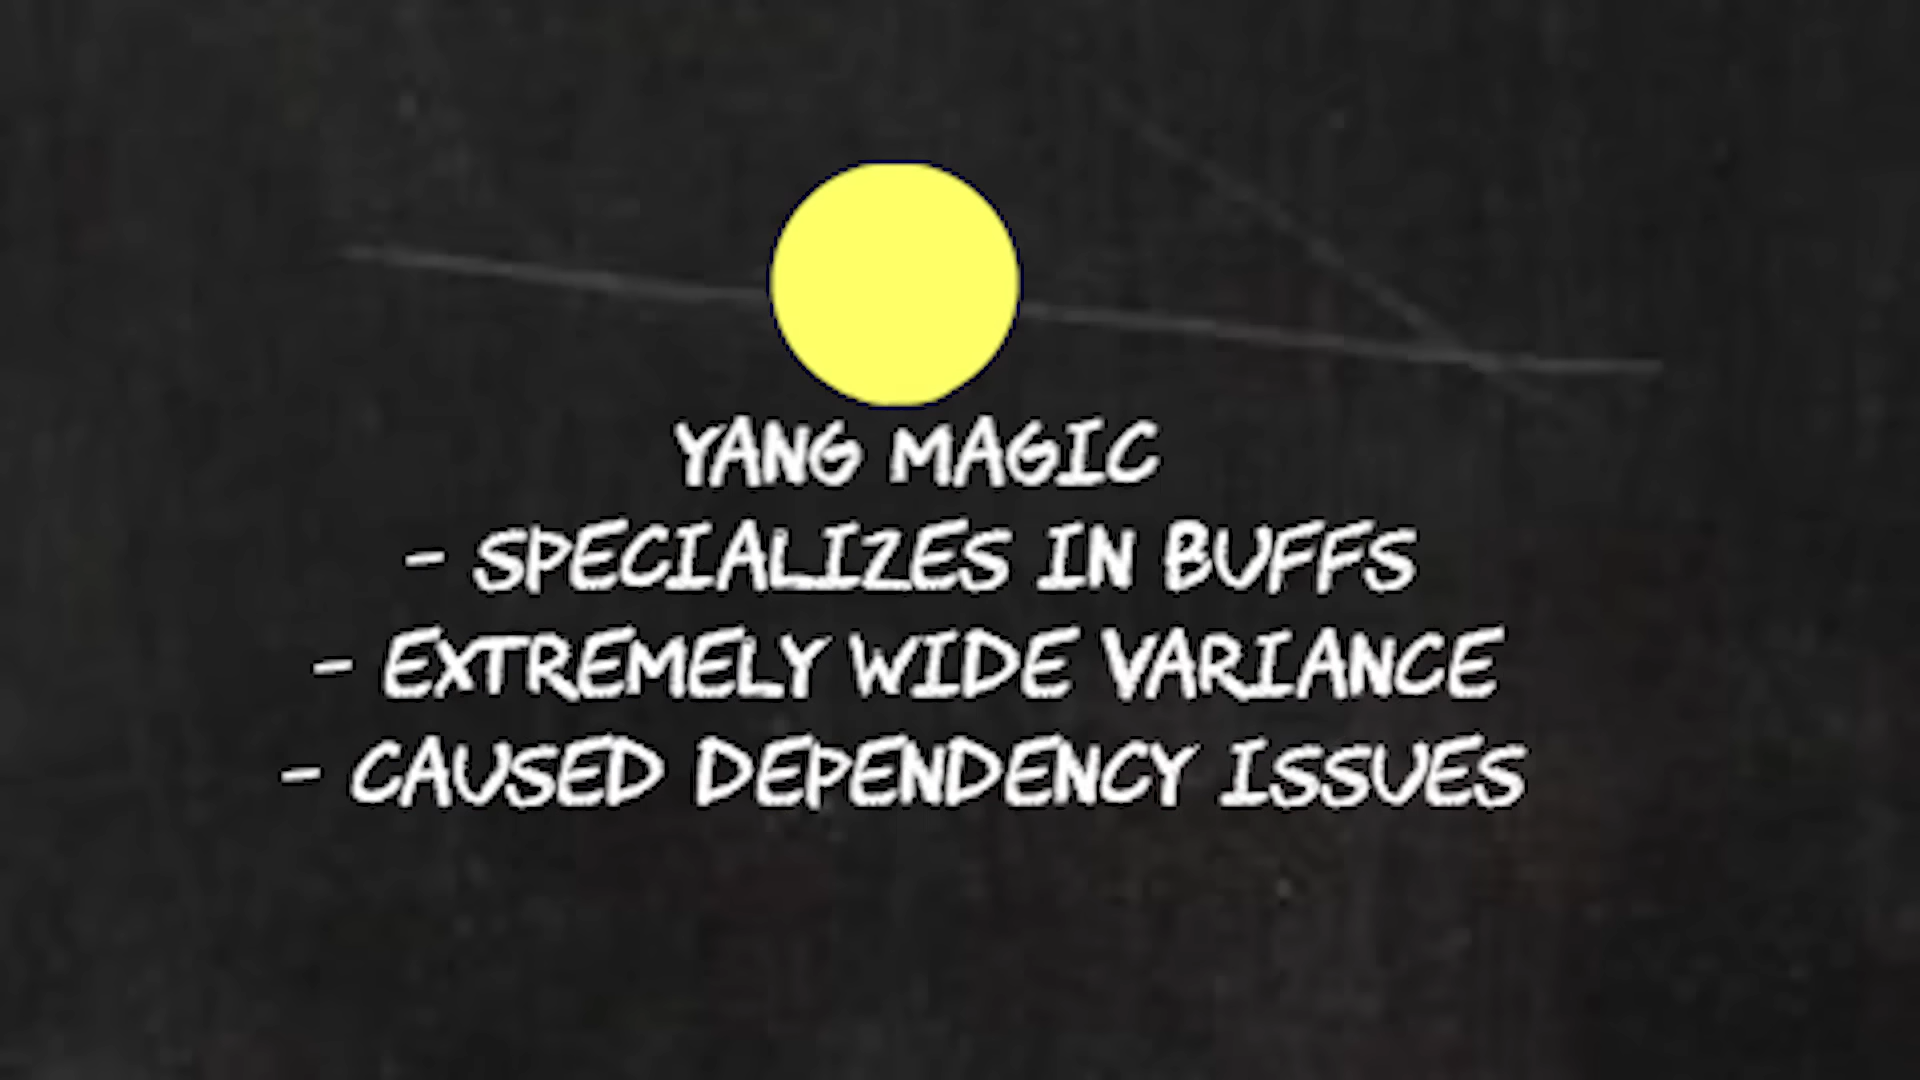 YANG MAGIC
- SPECIALIZES IN BUFFS
- EXTREMELY WIDE VARIANCE
- CAUSED DEPENDENCY ISSUES